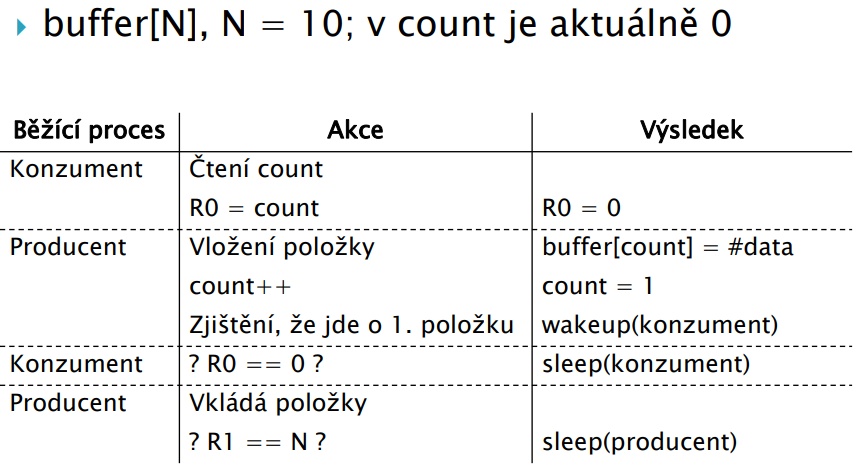 buffer[N], N = 10; v count je aktuálně 0
Běžící proces Akce Výsledek
Konzument Čtení count
R0 = count R0 = 0
Producent Vložení položky buffer[count] = #data
count++ count = 1
Zjištění, že jde o 1. položku wakeup(konzument)
Konzument ? R0 == 0 ? sleep(konzument)
Producent Vkládá položky
? R1 == N ? sleep(producent)